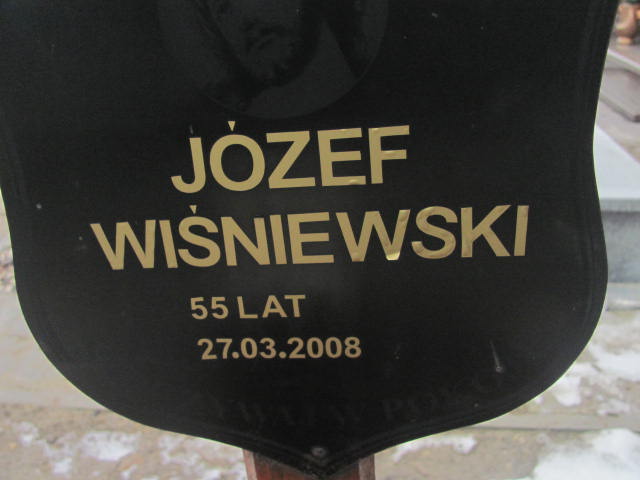 JÓZEF
WIŚNIEWSKI
55 LAT
27.03.2008